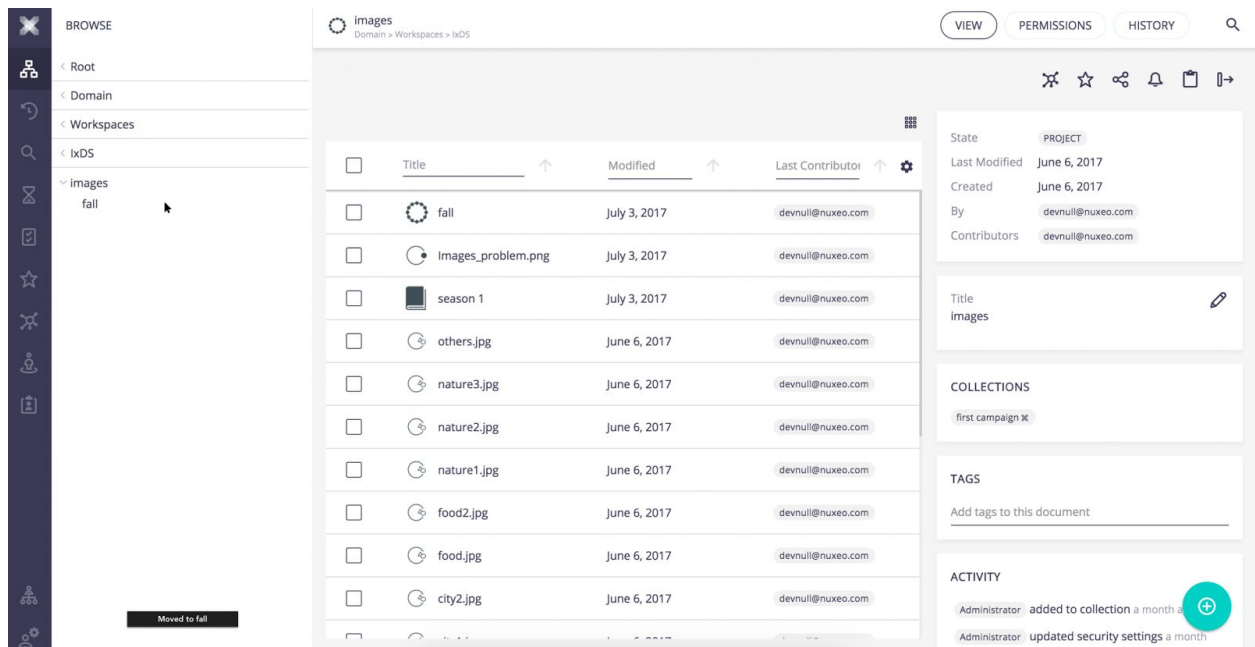 BROWSE
Root
Domain
Workspaces
IxDS
images
fall
Moved to fall
images
Domain > Workspaces > IxDS
VIEW PERMISSIONS HISTORY
Title Modified Last Contributor
fall July 3, 2017 devnull@nuxeo.com
Images_problem.png July 3, 2017 devnull@nuxeo.com
season 1 July 3, 2017 devnull@nuxeo.com
others.jpg June 6, 2017 devnull@nuxeo.com
nature3.jpg June 6, 2017 devnull@nuxeo.com
nature2.jpg June 6, 2017 devnull@nuxeo.com
nature1.jpg June 6, 2017 devnull@nuxeo.com
food2.jpg June 6, 2017 devnull@nuxeo.com
food.jpg June 6, 2017 devnull@nuxeo.com
city2.jpg June 6, 2017 devnull@nuxeo.com
State PROJECT
Last Modified June 6, 2017
Created June 6, 2017
By devnull@nuxeo.com
Contributors devnull@nuxeo.com
Title
images
COLLECTIONS
first campaign
TAGS
Add tags to this document
ACTIVITY
Administrator added to collection a month a
Administrator updated security settings a month